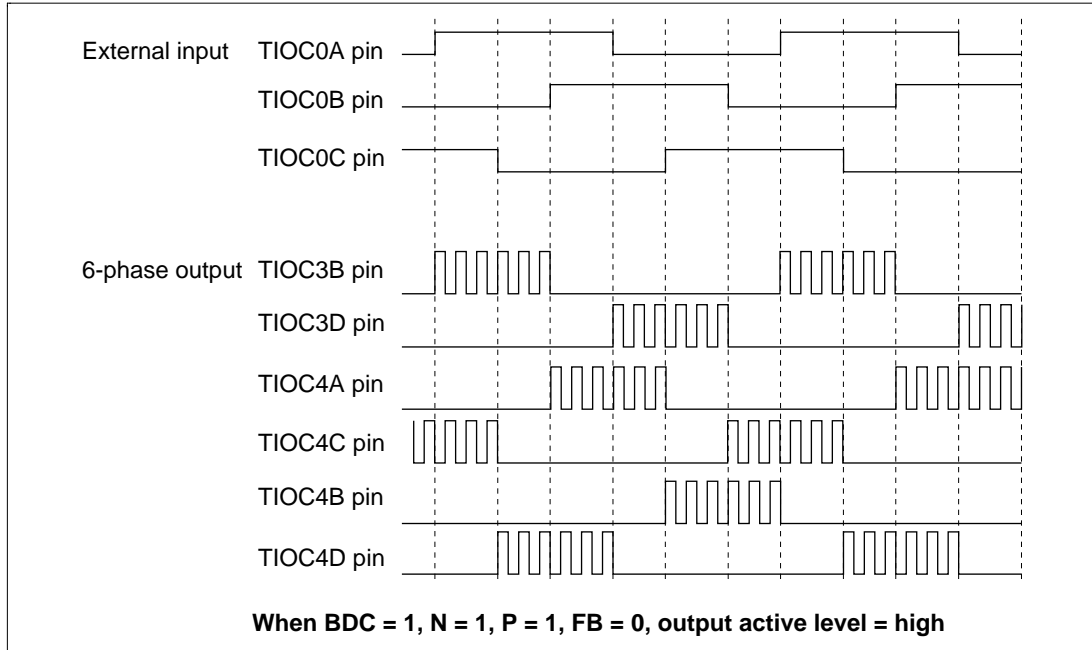 External input TIOC0A pin
TIOC0B pin
TIOC0C pin
6-phase output TIOC3B pin
TIOC3D pin
TIOC4A pin
TIOC4C pin
TIOC4B pin
TIOC4D pin
When BDC = 1, N = 1, P = 1, FB = 0, output active level = high